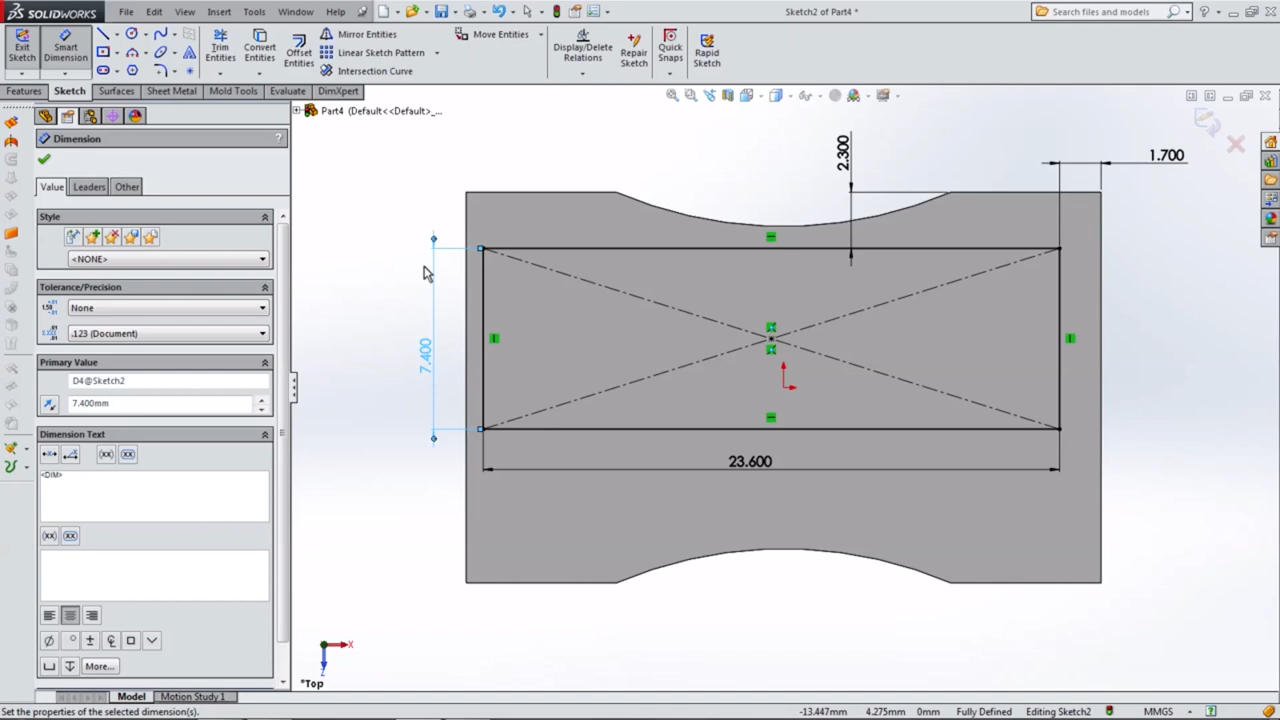 SOLIDWORKS File Edit View Insert Tools Window Help Sketch2 of Part4 * Search files and models
Exit Sketch Smart Dimension Trim Entities Convert Entities Offset Entities Mirror Entities Linear Sketch Pattern Intersection Curve Move Entities Display/Delete Relations Repair Sketch Quick Snaps Rapid Sketch
Features Sketch Surfaces Sheet Metal Mold Tools Evaluate DimXpert
Part4 (Default<<Default>_...
Dimension ?
Value Leaders Other
Style
<NONE>
Tolerance/Precision
None
.123 (Document)
Primary Value
D4@Sketch2
7.400mm
Dimension Text
(xx) (xx)
<DIM>
(xx) (xx)
More...
2.300
1.700
7.400
23.600
X
Z
*Top
Model Motion Study 1
Set the properties of the selected dimension(s). -13.447mm 4.275mm 0mm Fully Defined Editing Sketch2 MMGS